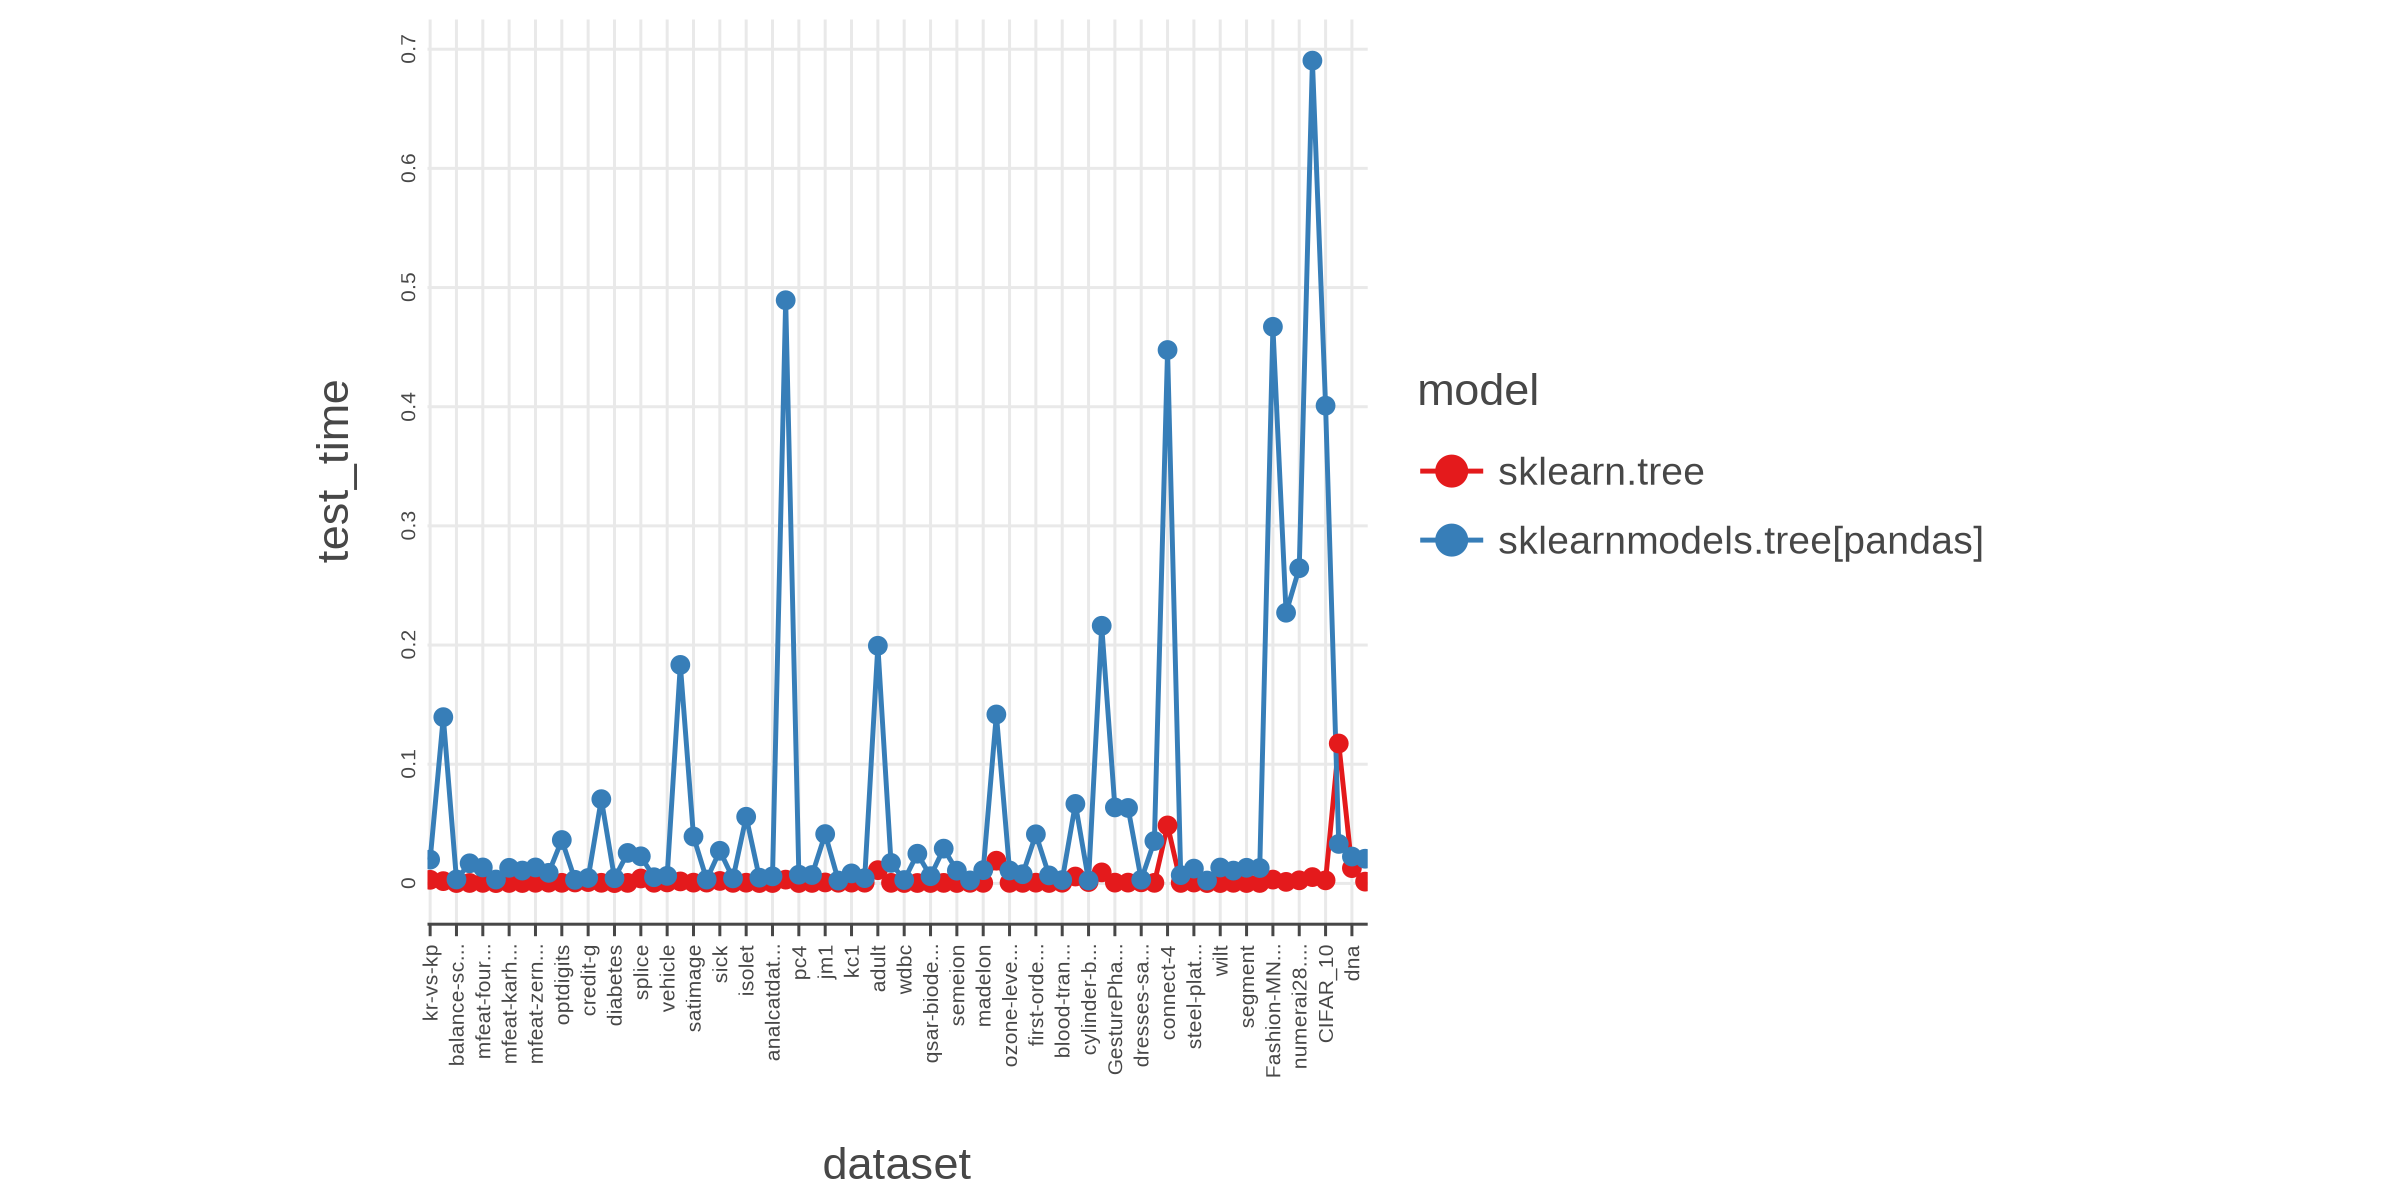 0.7
0.6
0.5
0.4
0.3
0.2
0.1
0
test_time
kr-vs-kp
balance-sc...
mfeat-four...
mfeat-karh...
mfeat-zern...
optdigits
credit-g
diabetes
splice
vehicle
satimage
sick
isolet
analcatdat...
pc4
jm1
kc1
adult
wdbc
qsar-biode...
semeion
madelon
ozone-leve...
first-orde...
blood-tran...
cylinder-b...
GesturePha...
dresses-sa...
connect-4
steel-plat...
wilt
segment
Fashion-MN...
numerai28....
CIFAR_10
dna
dataset
model
sklearn.tree
sklearnmodels.tree[pandas]